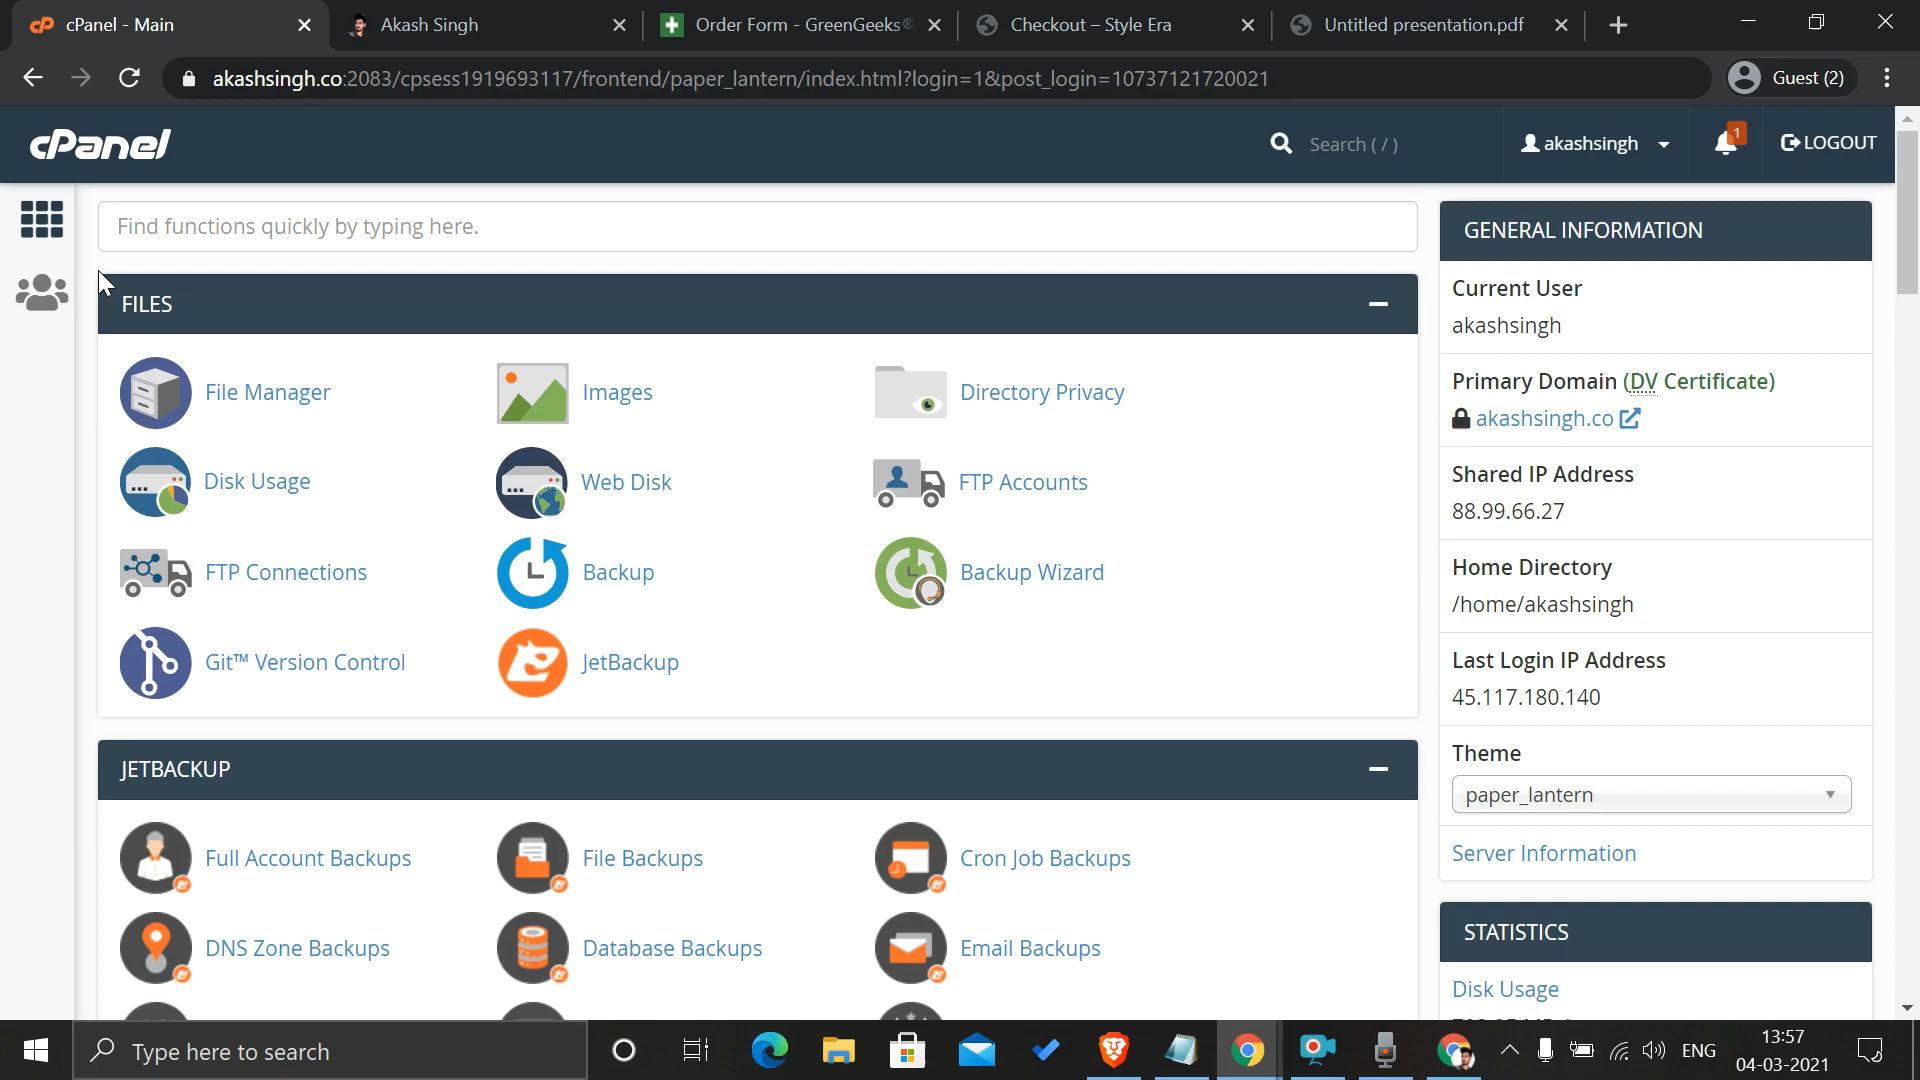 cPanel - Main
Akash Singh
Order Form - GreenGeeks®
Checkout – Style Era
Untitled presentation.pdf
akashsingh.co:2083/cpsess1919693117/frontend/paper_lantern/index.html?login=1&post_login=10737121720021
Guest (2)
cPanel
Search ( / )
akashsingh
1
LOGOUT
Find functions quickly by typing here.
FILES
File Manager
Images
Directory Privacy
Disk Usage
Web Disk
FTP Accounts
FTP Connections
Backup
Backup Wizard
Git™ Version Control
JetBackup
JETBACKUP
Full Account Backups
File Backups
Cron Job Backups
DNS Zone Backups
Database Backups
Email Backups
GENERAL INFORMATION
Current User
akashsingh
Primary Domain (DV Certificate)
akashsingh.co
Shared IP Address
88.99.66.27
Home Directory
/home/akashsingh
Last Login IP Address
45.117.180.140
Theme
paper_lantern
Server Information
STATISTICS
Disk Usage
Type here to search
ENG
13:57
04-03-2021